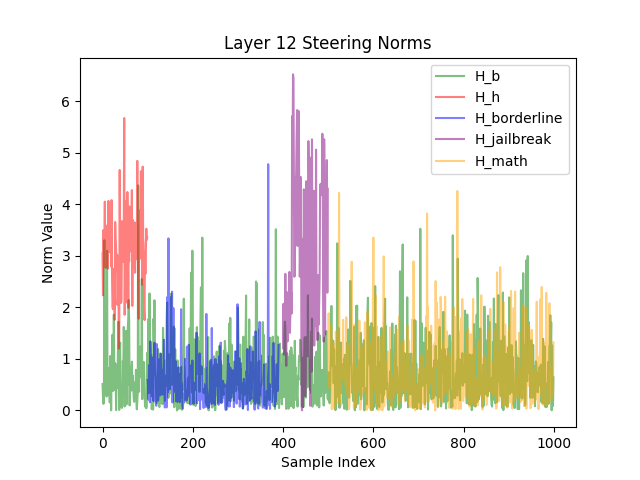 Layer 12 Steering Norms
H_b
H_h
H_borderline
H_jailbreak
H_math
Norm Value
6
5
4
3
2
1
0
0 200 400 600 800 1000
Sample Index